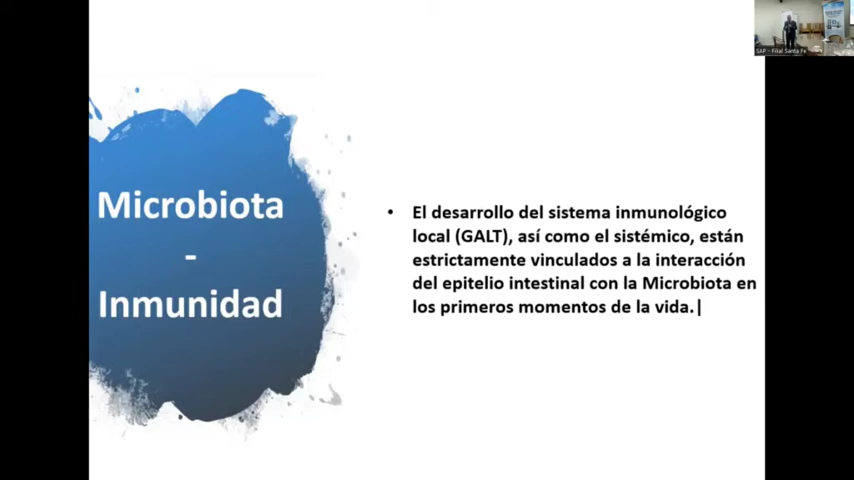 SAP - Filial Santa Fe
Microbiota
-
Inmunidad
• El desarrollo del sistema inmunológico
local (GALT), así como el sistémico, están
estrictamente vinculados a la interacción
del epitelio intestinal con la Microbiota en
los primeros momentos de la vida.|